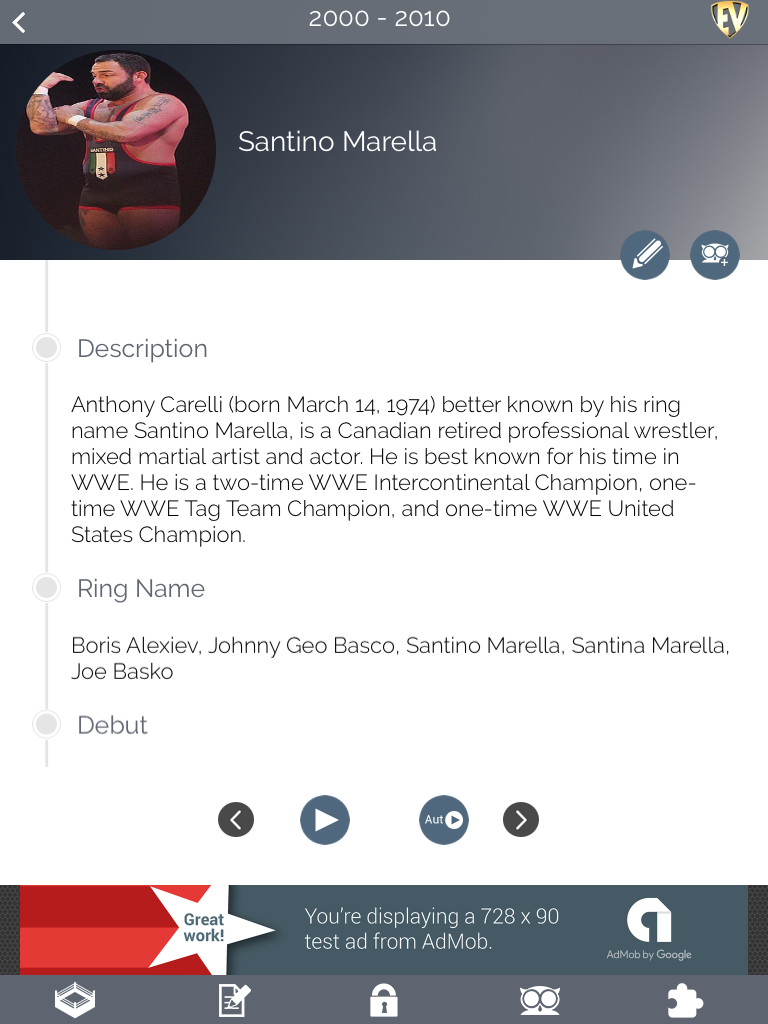 2000 - 2010
EV
Santino Marella
SANTINO
Description
Anthony Carelli (born March 14, 1974) better known by his ring
name Santino Marella, is a Canadian retired professional wrestler,
mixed martial artist and actor. He is best known for his time in
WWE. He is a two-time WWE Intercontinental Champion, one-
time WWE Tag Team Champion, and one-time WWE United
States Champion.
Ring Name
Boris Alexiev, Johnny Geo Basco, Santino Marella, Santina Marella,
Joe Basko
Debut
Aut
Great
work!
You're displaying a 728 x 90
test ad from AdMob.
AdMob by Google